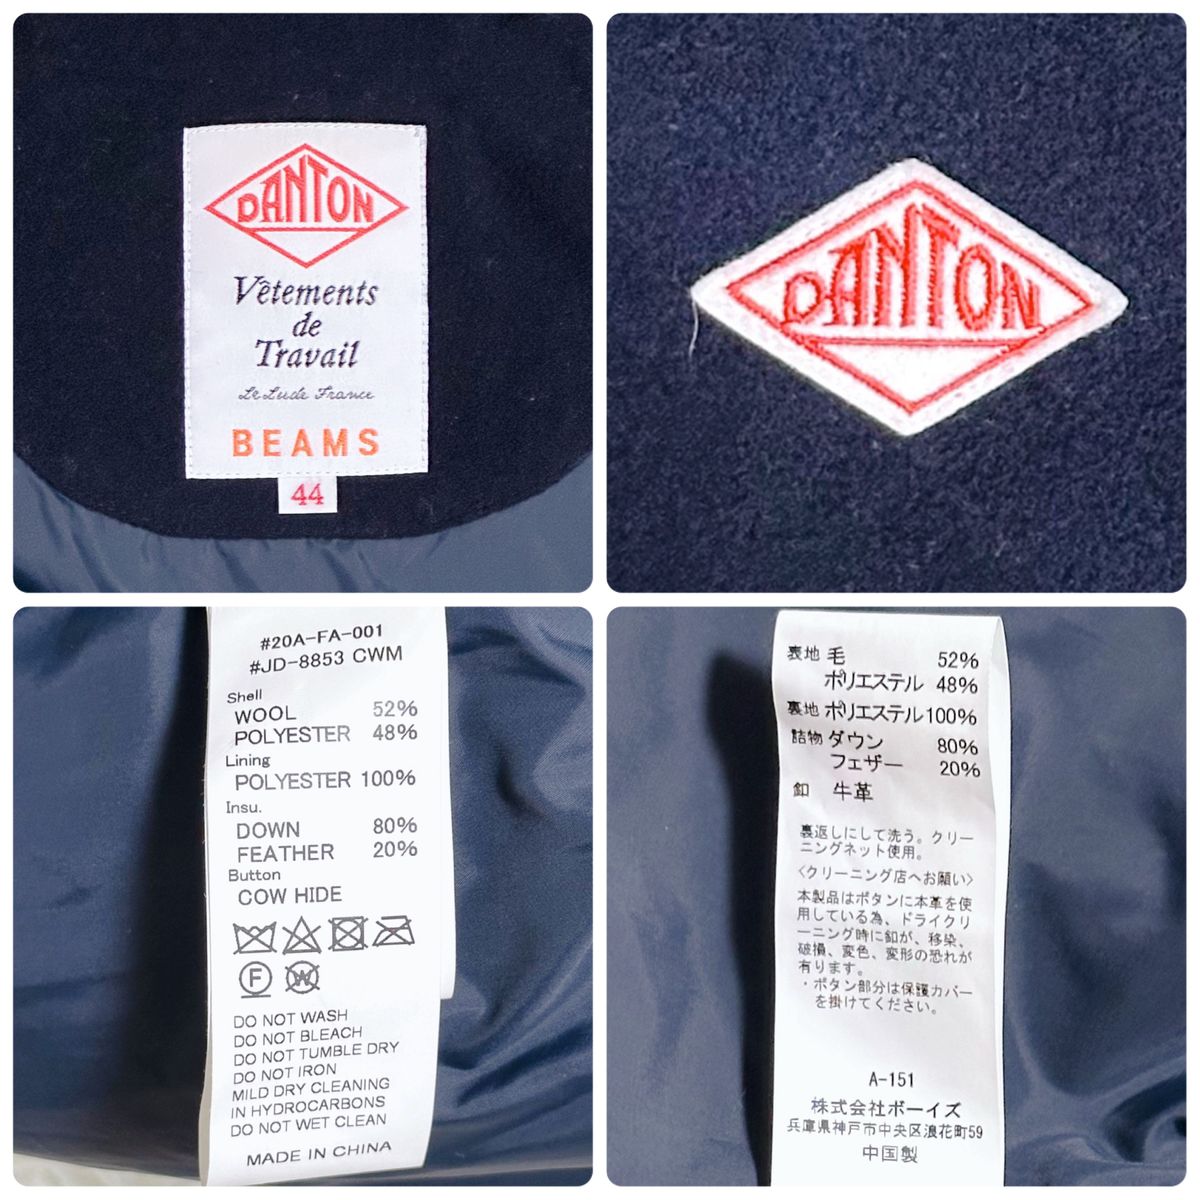 DANTON
Vêtements
de
Travail
Le Lude France
BEAMS
44
DANTON
#20A-FA-001
#JD-8853 CWM
Shell
WOOL 52%
POLYESTER 48%
Lining
POLYESTER 100%
Insu.
DOWN 80%
FEATHER 20%
Button
COW HIDE
F
W
DO NOT WASH
DO NOT BLEACH
DO NOT TUMBLE DRY
DO NOT IRON
MILD DRY CLEANING
IN HYDROCARBONS
DO NOT WET CLEAN
MADE IN CHINA
表地 毛 52%
ポリエステル 48%
裏地 ポリエステル 100%
詰物 ダウン 80%
フェザー 20%
釦 牛革
裏返しにして洗う。クリー
ニングネット使用。
〈クリーニング店へお願い〉
本製品はボタンに本革を使
用している為、ドライクリ
ーニング時に釦が、移染、
破損、変色、変形の恐れが
有ります。
・ボタン部分は保護カバー
を掛けてください。
A-151
株式会社ボーイズ
兵庫県神戸市中央区浪花町59
中国製